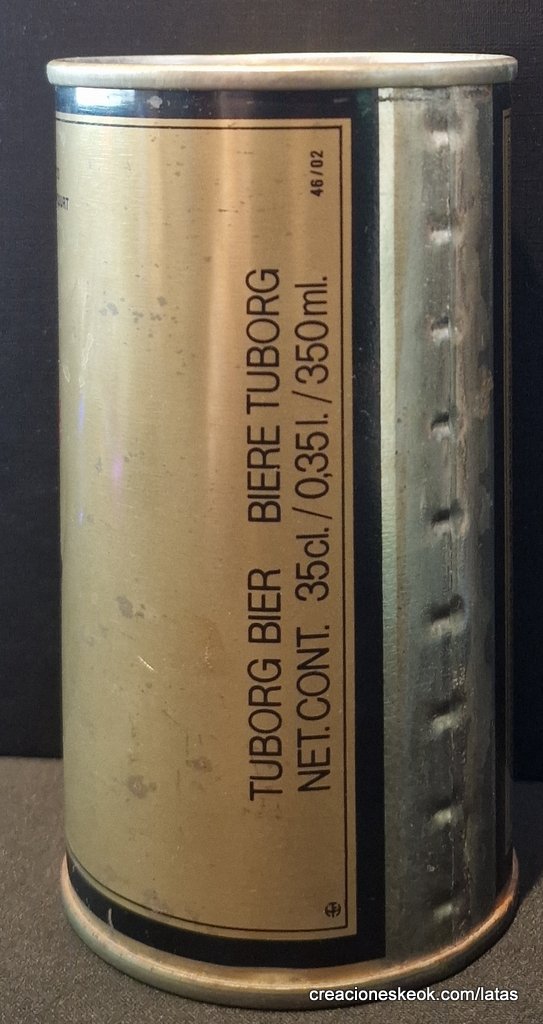 46/02
TUBORG BIER BIERE TUBORG
NET.CONT. 35cl./0,35l./350ml.
creacioneskeok.com/latas